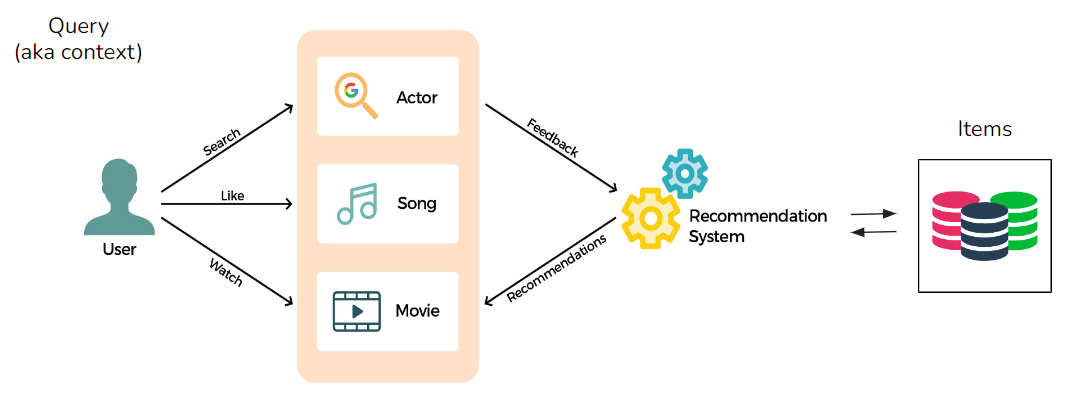 Query
(aka context)
Search
Like
Watch
User
G
Actor
Song
Movie
Feedback
Recommendations
Recommendation
System
Items